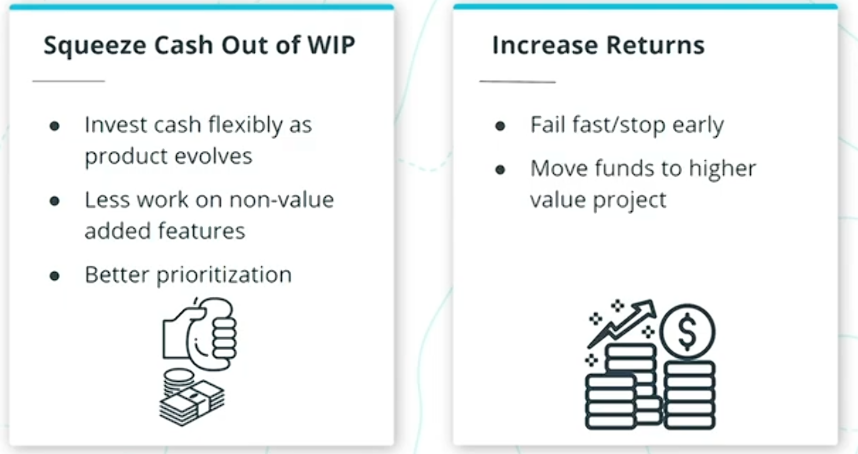 Squeeze Cash Out of WIP
● Invest cash flexibly as
product evolves
● Less work on non-value
added features
● Better prioritization
Increase Returns
● Fail fast/stop early
● Move funds to higher
value project
$